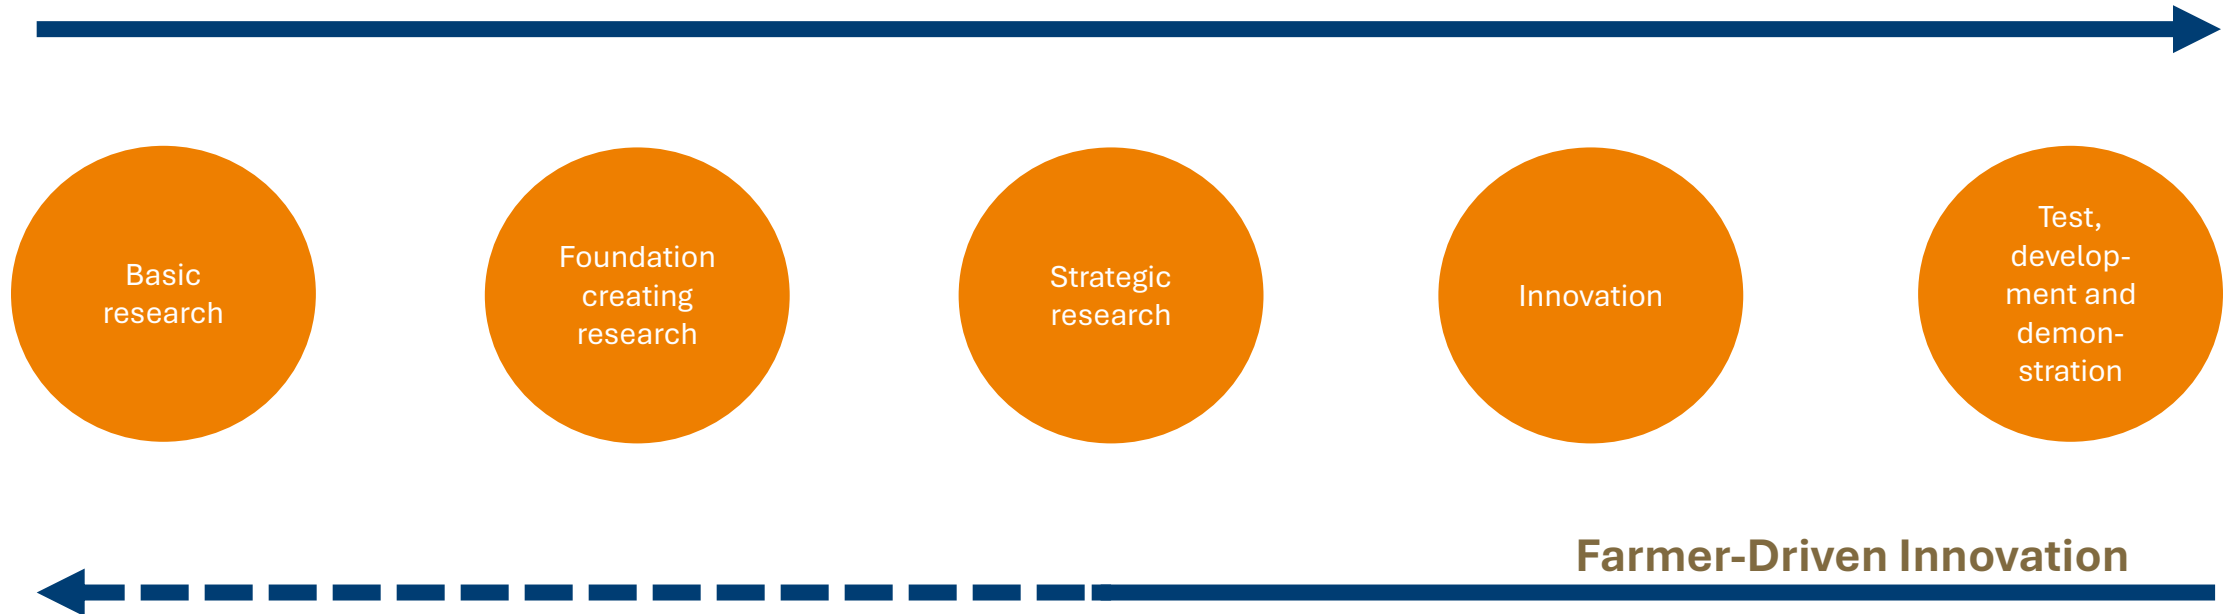 Basic
research
Foundation
creating
research
Strategic
research
Innovation
Test,
develop-
ment and
demon-
stration
Farmer-Driven Innovation